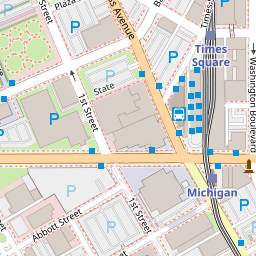 Plaza
Street
Avenue
Times
Square
State
1st Street
Washington Boulevard
Michigan
1st Street
Abbott Street
P
P
P
P
P
P
P
P
P